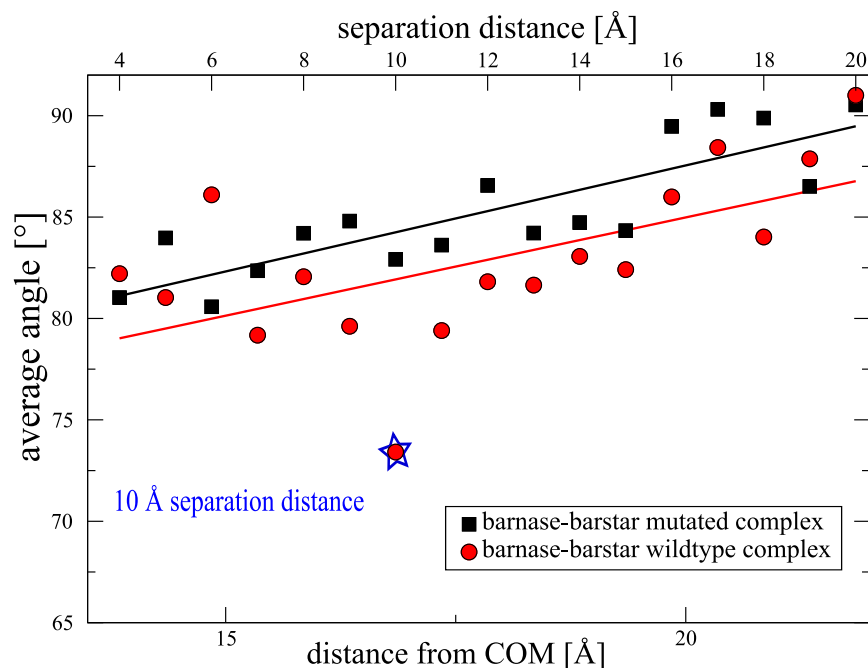 separation distance [Å]
4 6 8 10 12 14 16 18 20
average angle [°]
90
85
80
75
70
65
10 Å separation distance
barnase-barstar mutated complex
barnase-barstar wildtype complex
15 20
distance from COM [Å]